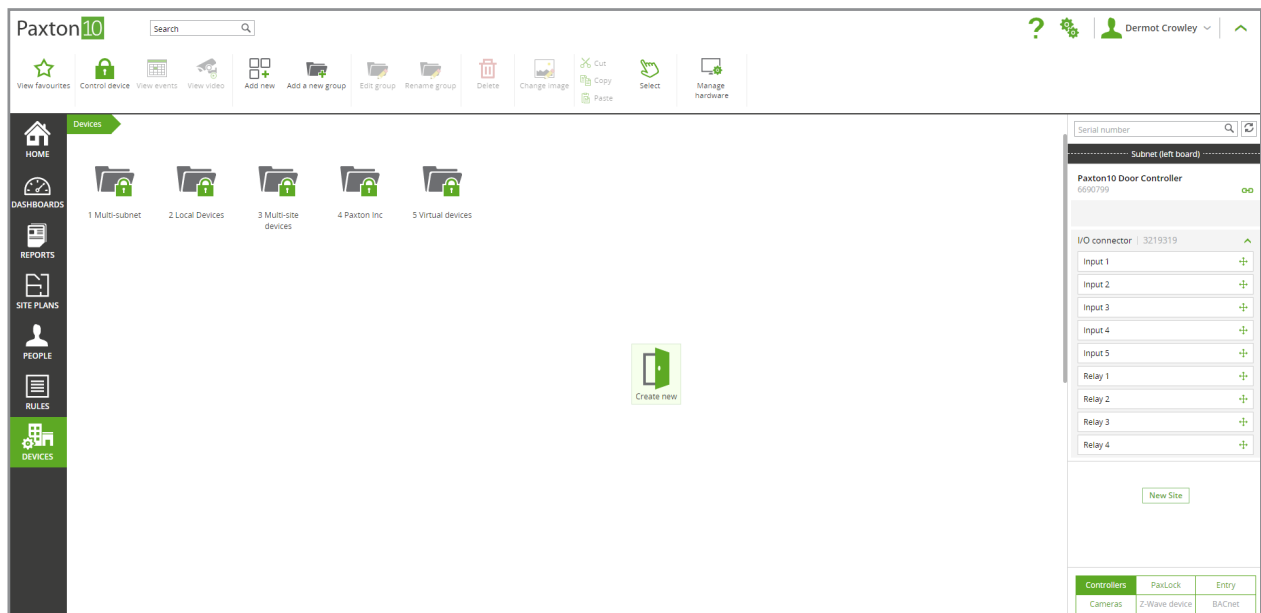 Paxton10
Search
Dermot Crowley
View favourites
Control device
View events
View video
Add new
Add a new group
Edit group
Rename group
Delete
Change image
Cut
Copy
Paste
Select
Manage
hardware
HOME
DASHBOARDS
REPORTS
SITE PLANS
PEOPLE
RULES
DEVICES
Devices
1 Multi-subnet
2 Local Devices
3 Multi-site
devices
4 Paxton Inc
5 Virtual devices
Create new
Serial number
Subnet (left board)
Paxton10 Door Controller
6690799
I/O connector | 3219319
Input 1
Input 2
Input 3
Input 4
Input 5
Relay 1
Relay 2
Relay 3
Relay 4
New Site
Controllers
PaxLock
Entry
Cameras
Z-Wave device
BACnet